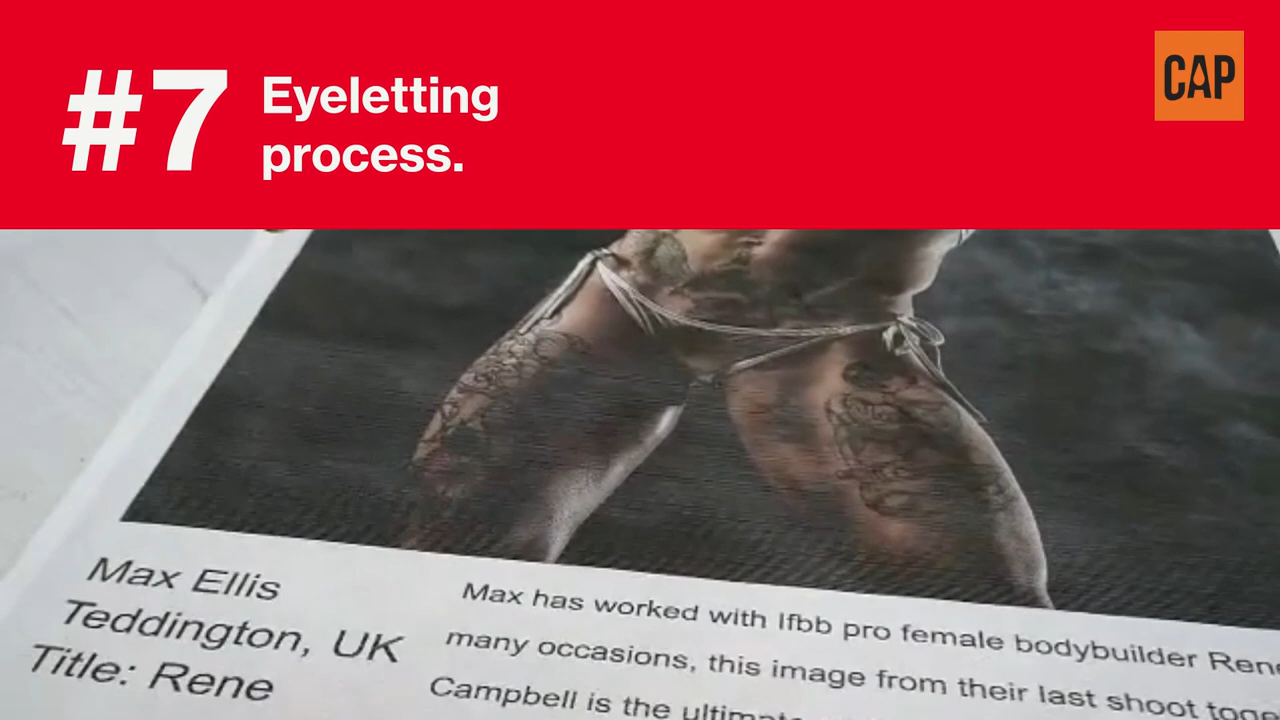 #7
Eyeletting
process.
CAP
Max Ellis
Teddington, UK
Title: Rene
Max has worked with Ifbb pro female bodybuilder Rene
many occasions, this image from their last shoot toge
Campbell is the ultimate